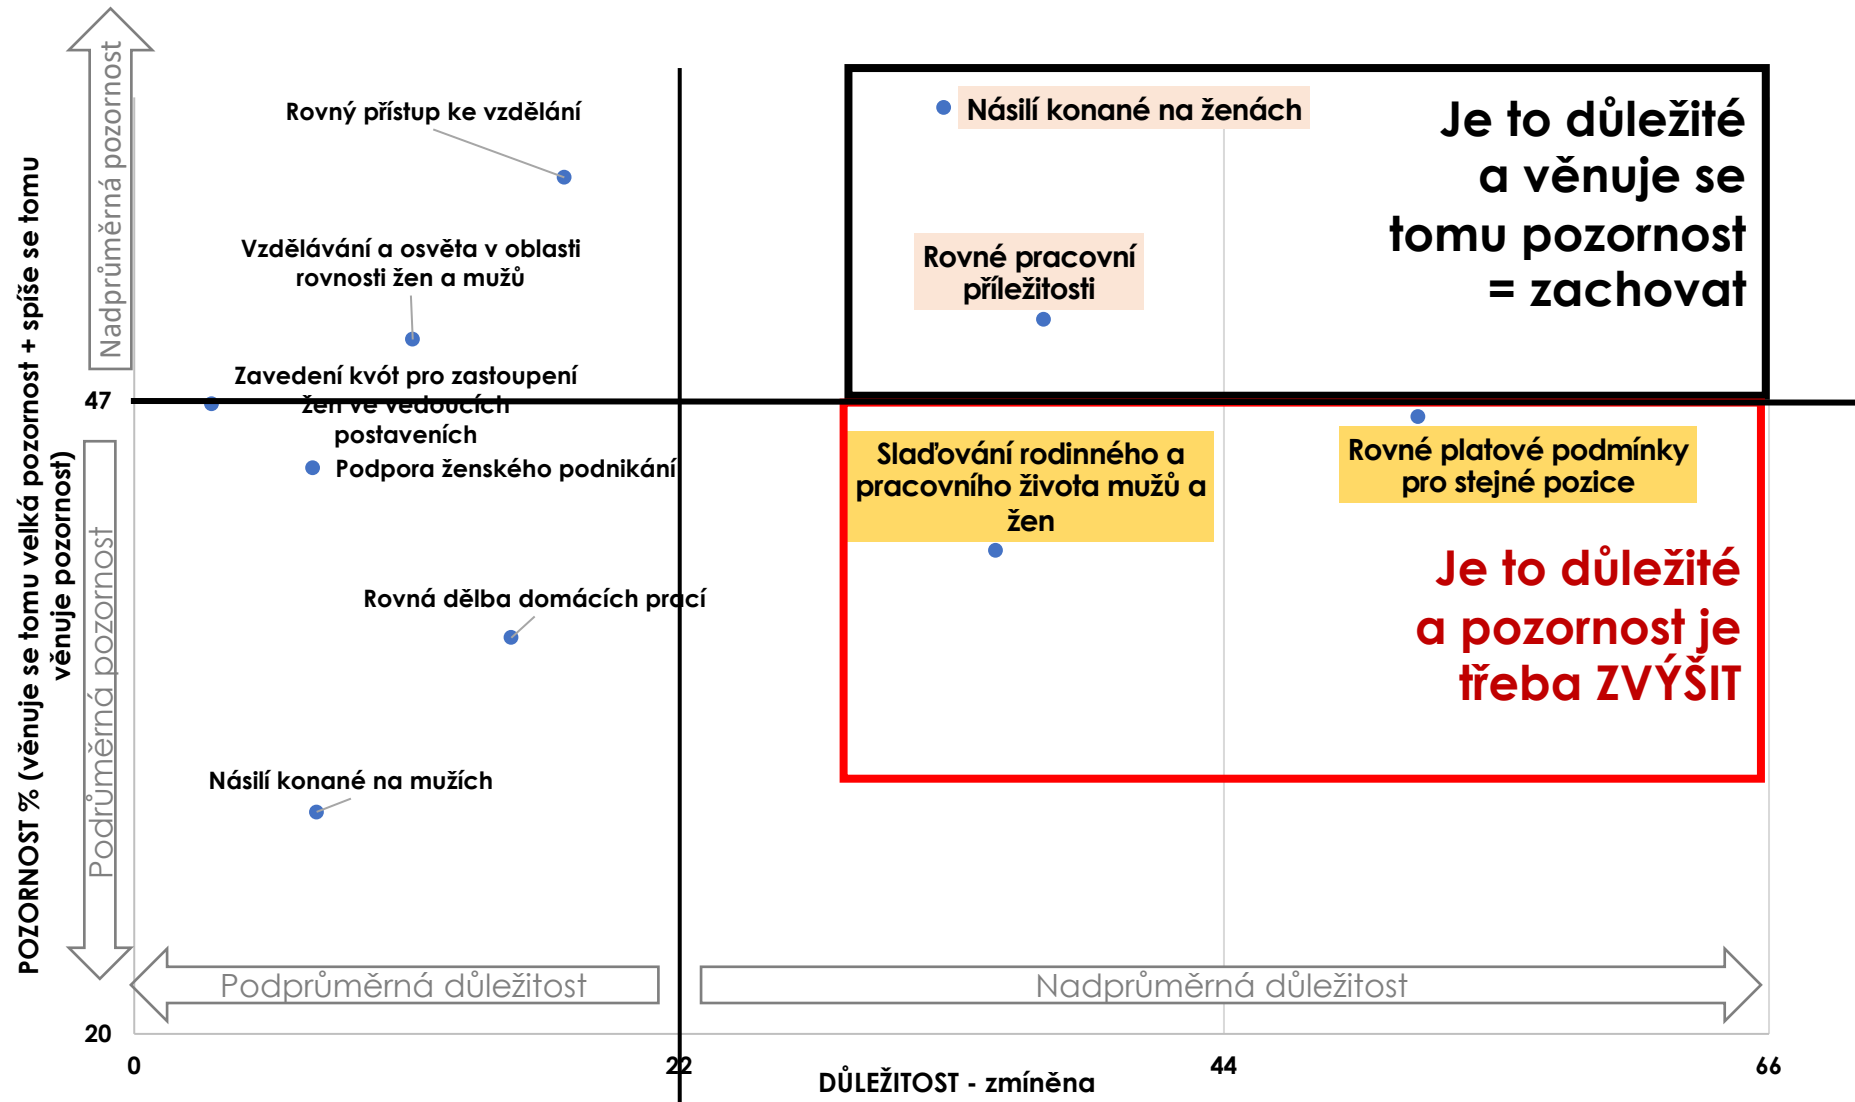 POZORNOST % (věnuje se tomu velká pozornost + spíše se tomu
věnuje pozornost)
Nadprůměrná pozornost
Podrůměrná pozornost
47
20
Rovný přístup ke vzdělání
Vzdělávání a osvěta v oblasti
rovnosti žen a mužů
Zavedení kvót pro zastoupení
žen ve vedoucích
postaveních
Podpora ženského podnikání
Rovná dělba domácích prací
Násilí konané na mužích
Násilí konané na ženách
Rovné pracovní
příležitosti
Je to důležité
a věnuje se
tomu pozornost
= zachovat
Slaďování rodinného a
pracovního života mužů a
žen
Rovné platové podmínky
pro stejné pozice
Je to důležité
a pozornost je
třeba ZVÝŠIT
Podprůměrná důležitost
Nadprůměrná důležitost
0
22
44
66
DŮLEŽITOST - zmíněna